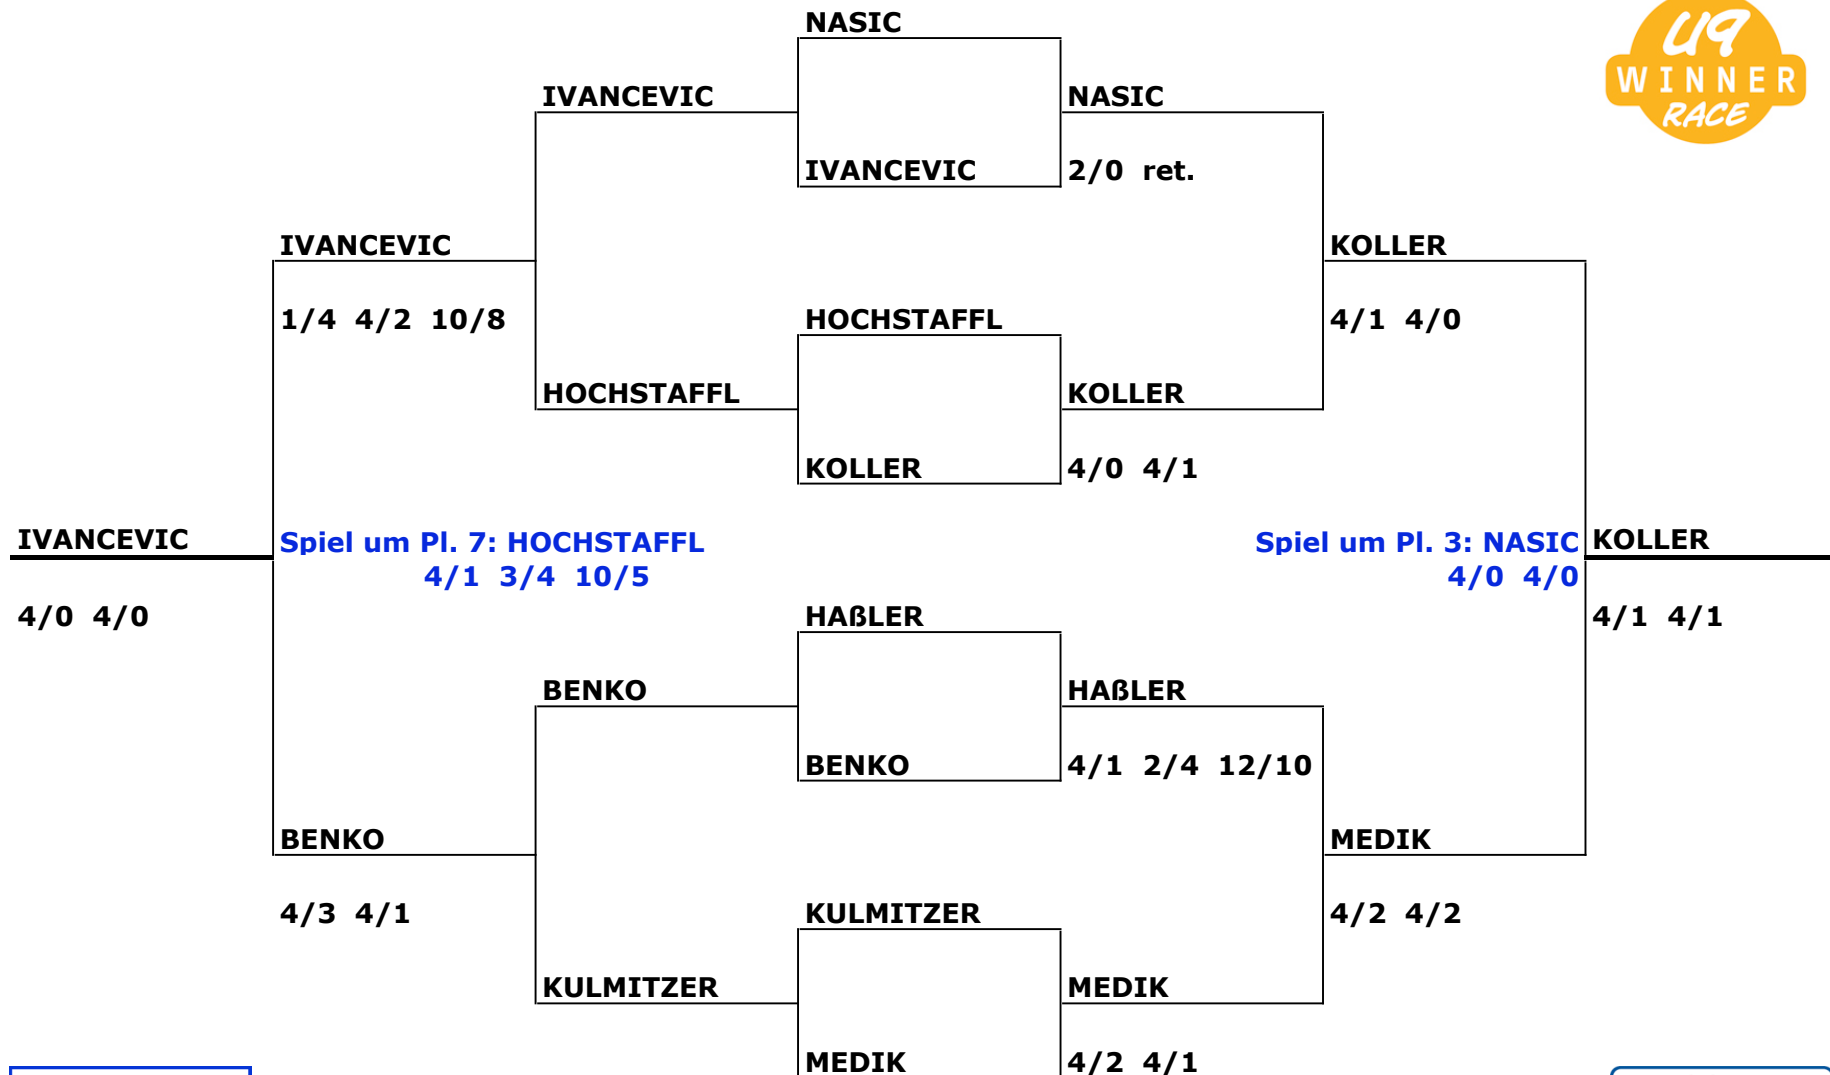 NASIC
U9
WINNER
RACE
IVANCEVIC
NASIC
IVANCEVIC
2/0 ret.
IVANCEVIC
KOLLER
1/4 4/2 10/8
HOCHSTAFFL
4/1 4/0
HOCHSTAFFL
KOLLER
KOLLER
4/0 4/1
IVANCEVIC
Spiel um Pl. 7: HOCHSTAFFL
4/1 3/4 10/5
Spiel um Pl. 3: NASIC
4/0 4/0
KOLLER
4/0 4/0
HAßLER
4/1 4/1
BENKO
HAßLER
BENKO
4/1 2/4 12/10
BENKO
MEDIK
4/3 4/1
KULMITZER
4/2 4/2
KULMITZER
MEDIK
MEDIK
4/2 4/1